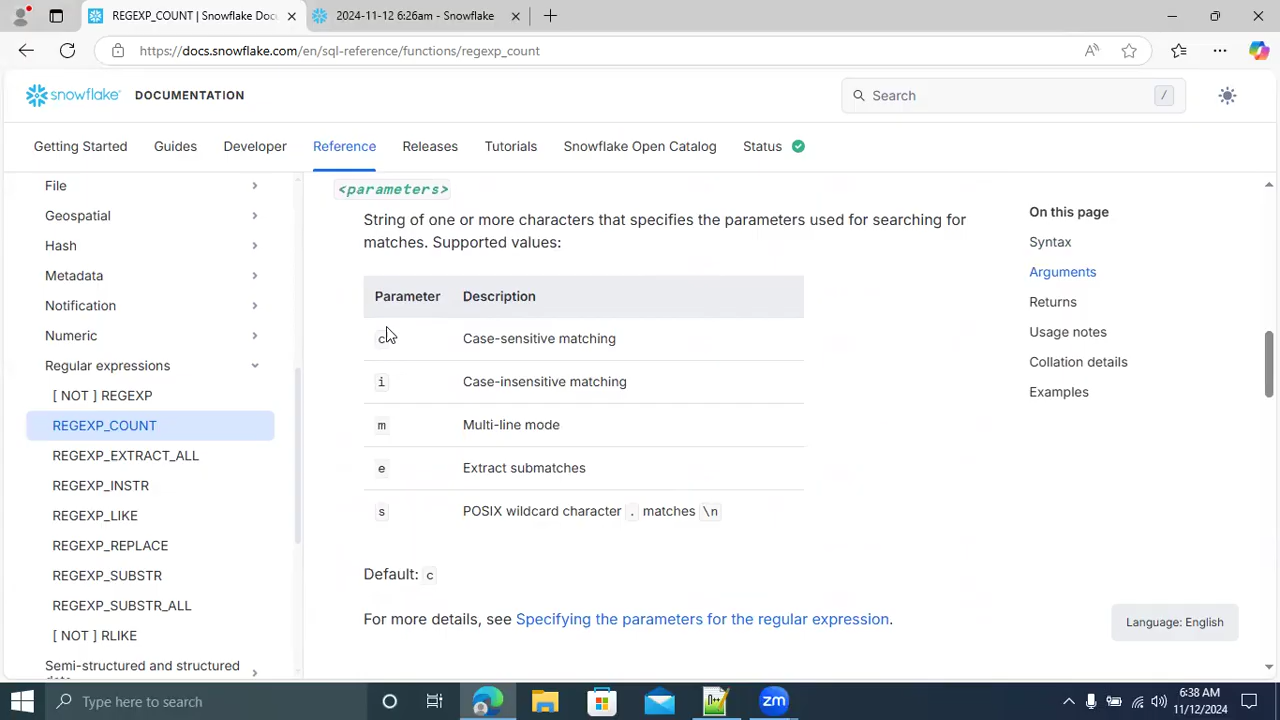 REGEXP_COUNT | Snowflake Doc
2024-11-12 6:26am - Snowflake
https://docs.snowflake.com/en/sql-reference/functions/regexp_count
snowflake DOCUMENTATION
Search /
Getting Started Guides Developer Reference Releases Tutorials Snowflake Open Catalog Status
File
Geospatial
Hash
Metadata
Notification
Numeric
Regular expressions
[ NOT ] REGEXP
REGEXP_COUNT
REGEXP_EXTRACT_ALL
REGEXP_INSTR
REGEXP_LIKE
REGEXP_REPLACE
REGEXP_SUBSTR
REGEXP_SUBSTR_ALL
[ NOT ] RLIKE
Semi-structured and structured
<parameters>
String of one or more characters that specifies the parameters used for searching for
matches. Supported values:
Parameter Description
c Case-sensitive matching
i Case-insensitive matching
m Multi-line mode
e Extract submatches
s POSIX wildcard character . matches \n
Default: c
For more details, see Specifying the parameters for the regular expression.
On this page
Syntax
Arguments
Returns
Usage notes
Collation details
Examples
Language: English
Type here to search
zm
6:38 AM
11/12/2024